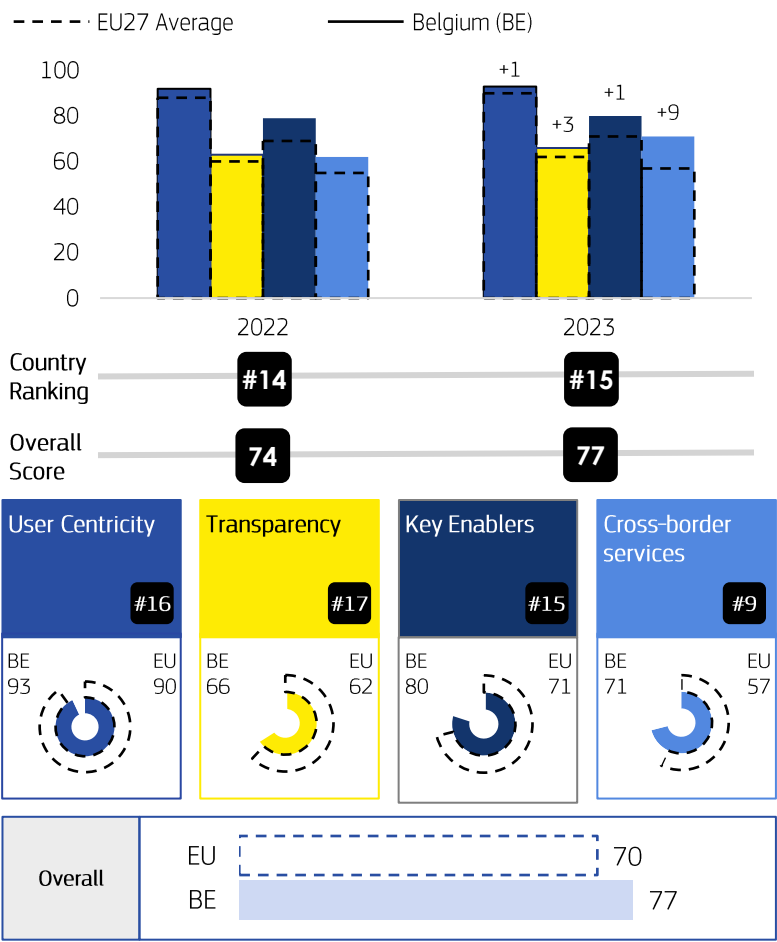 EU27 Average
Belgium (BE)
100
80
60
40
20
0
+1
+3
+1
+9
2022
2023
Country
Ranking
#14
#15
Overall
Score
74
77
User Centricity
#16
Transparency
#17
Key Enablers
#15
Cross-border
services
#9
BE
93
EU
90
BE
66
EU
62
BE
80
EU
71
BE
71
EU
57
Overall
EU
70
BE
77